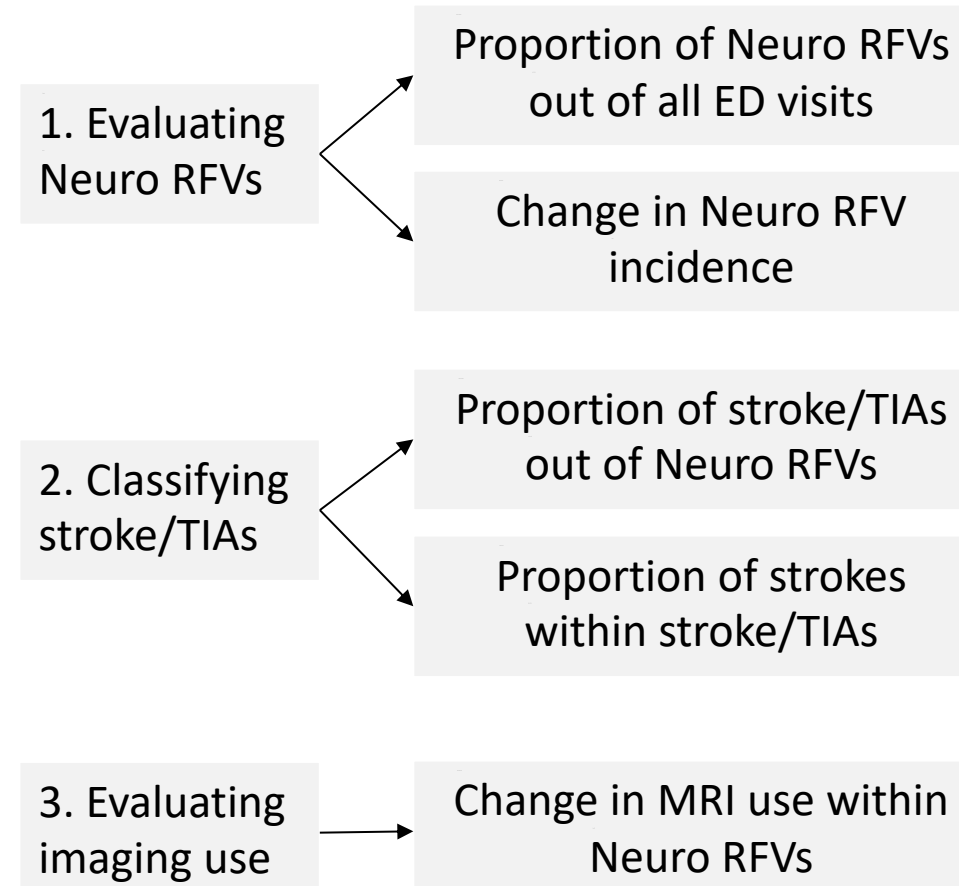 1. Evaluating
Neuro RFVs
Proportion of Neuro RFVs
out of all ED visits
Change in Neuro RFV
incidence
2. Classifying
stroke/TIAs
Proportion of stroke/TIAs
out of Neuro RFVs
Proportion of strokes
within stroke/TIAs
3. Evaluating
imaging use
Change in MRI use within
Neuro RFVs